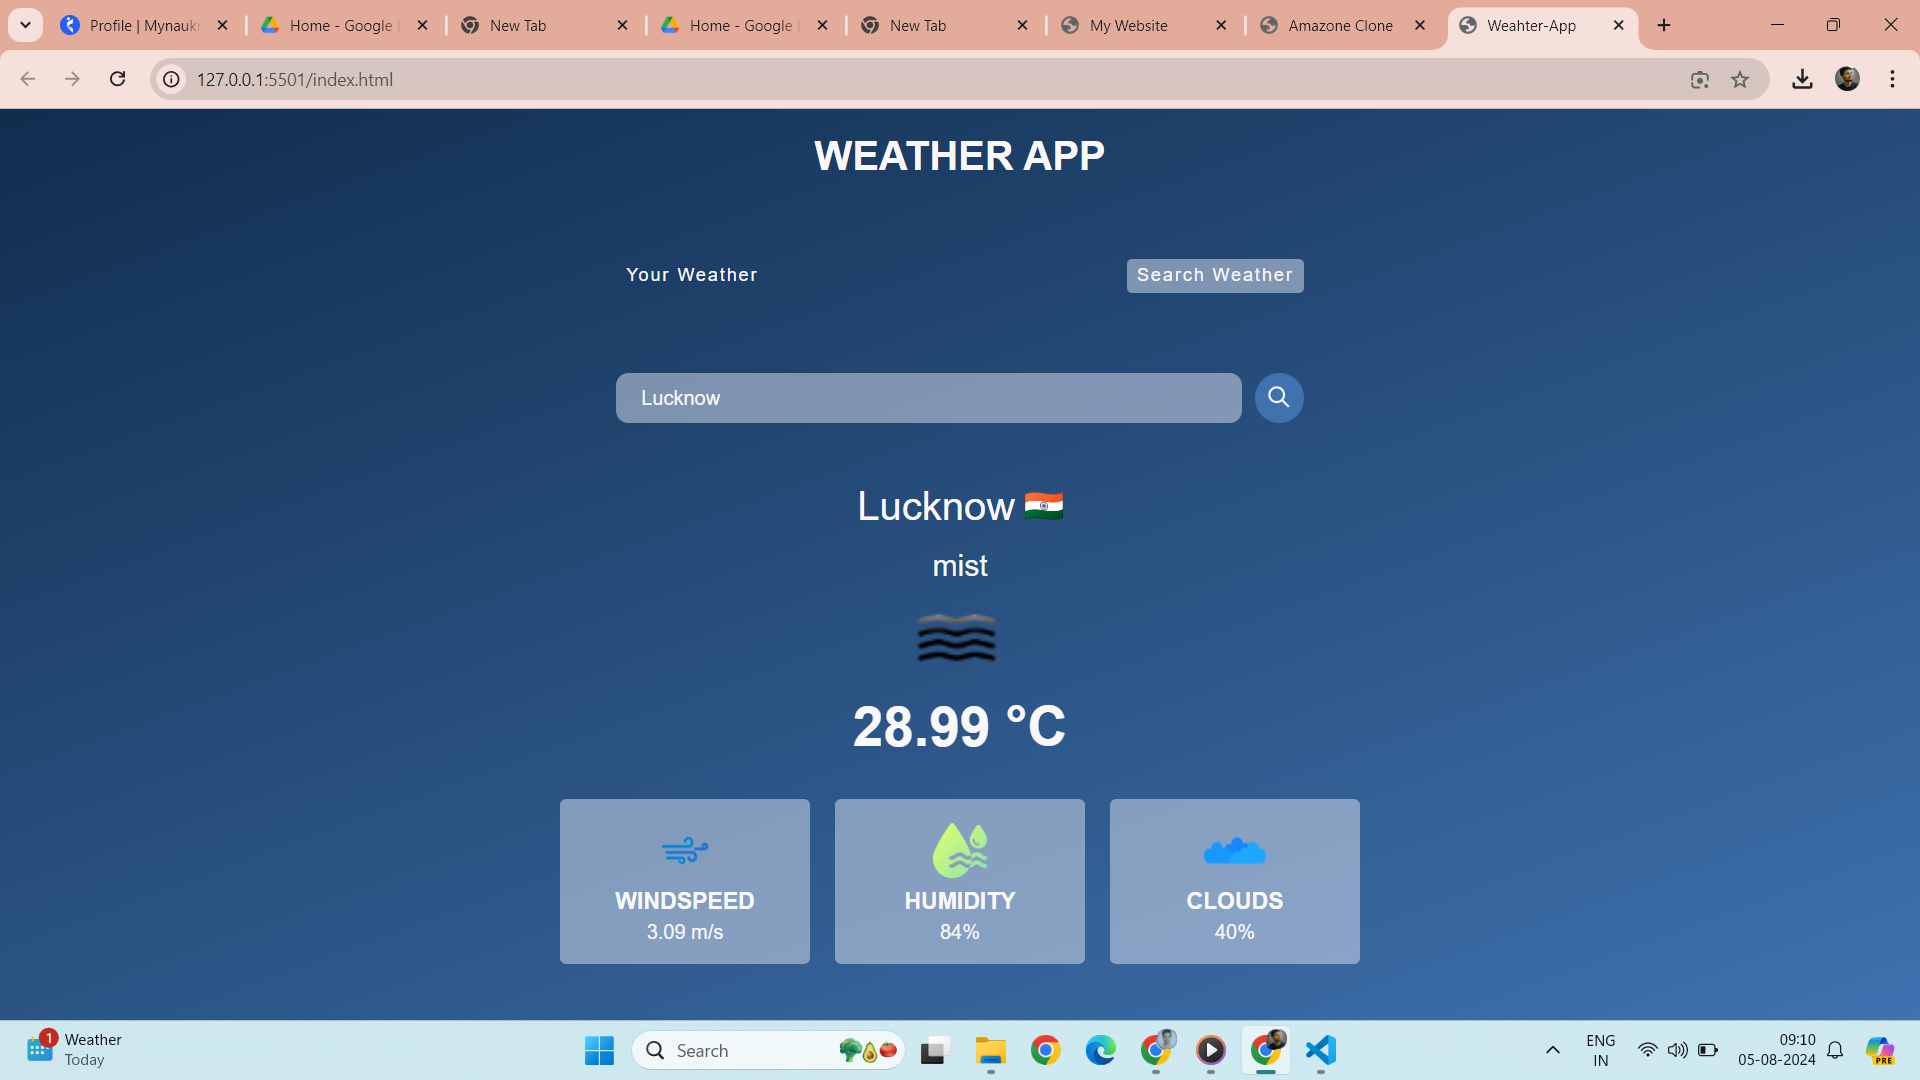 Profile | Mynaukr
Home - Google
New Tab
Home - Google
New Tab
My Website
Amazone Clone
Weahter-App
127.0.0.1:5501/index.html
WEATHER APP
Your Weather
Search Weather
Lucknow
Lucknow
mist
28.99 °C
WINDSPEED
3.09 m/s
HUMIDITY
84%
CLOUDS
40%
1
Weather
Today
Search
ENG
IN
09:10
05-08-2024
PRE